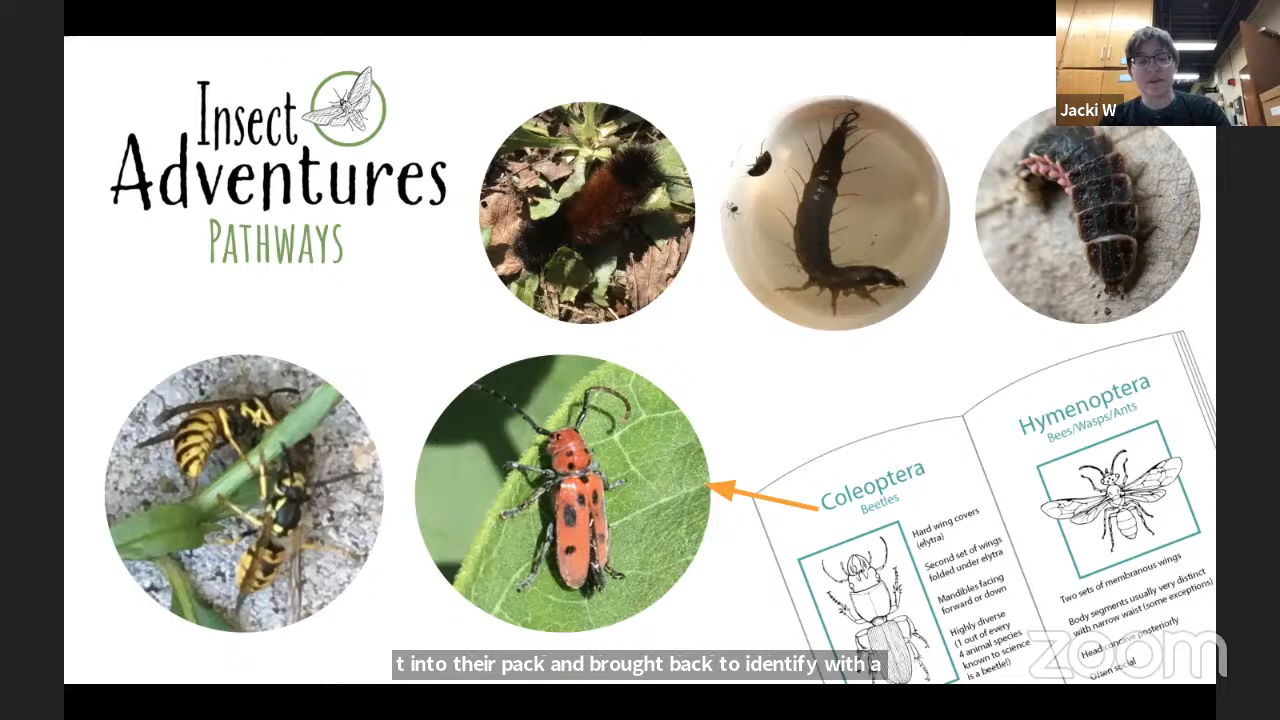 Insect
Adventures
PATHWAYS
Jacki W
Coleoptera
Beetles
Hard wing covers
(elytra)
Second set of wings
folded under elytra
Mandibles facing
forward or down
Highly diverse
(1 out of every
4 animal species
known to science
is a beetle!)
Hymenoptera
Bees/Wasps/Ants
Two sets of membranous wings
Body segments usually very distinct
with narrow waist (some exceptions)
Head concave posteriorly
Often social
zoom
t into their pack and brought back to identify with a